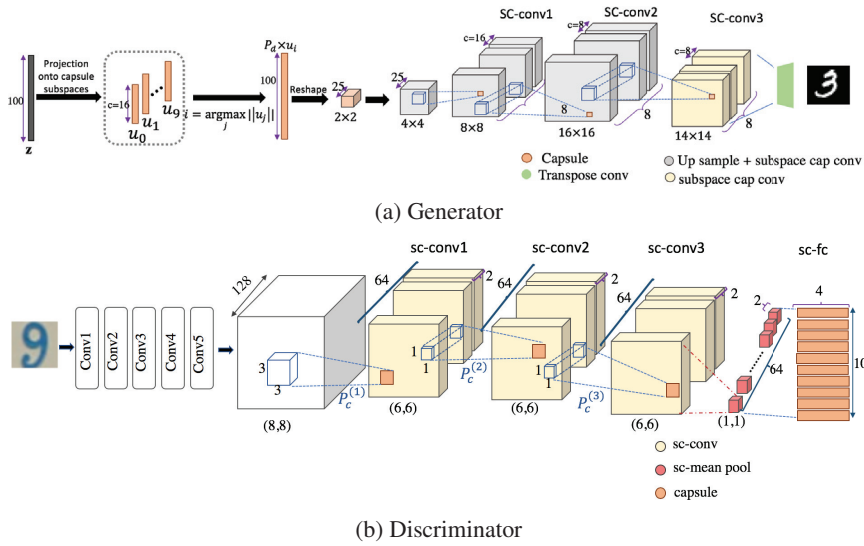 SC-conv1
SC-conv2
SC-conv3
100
z
Projection
onto capsule
subspaces
c=16
u₀
u₁
u₉
i = argmax ||uⱼ||
j
P_d × uᵢ
100
Reshape
25
2×2
25
4×4
c=16
8×8
c=8
8
16×16
8
c=8
8
14×14
8
3
Capsule
Transpose conv
Up sample + subspace cap conv
subspace cap conv
(a) Generator
9
Conv1
Conv2
Conv3
Conv4
Conv5
128
3
3
(8,8)
sc-conv1
64
2
P_c^(1)
1
1
(6,6)
sc-conv2
64
2
P_c^(2)
1
1
(6,6)
sc-conv3
64
2
P_c^(3)
(6,6)
sc-fc
2
4
64
10
(1,1)
sc-conv
sc-mean pool
capsule
(b) Discriminator